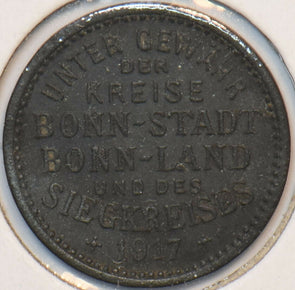 UNTER GEWÄHR
DER
KREISE
BONN-STADT
BONN-LAND
UND DES
SIEGKREISES
1917